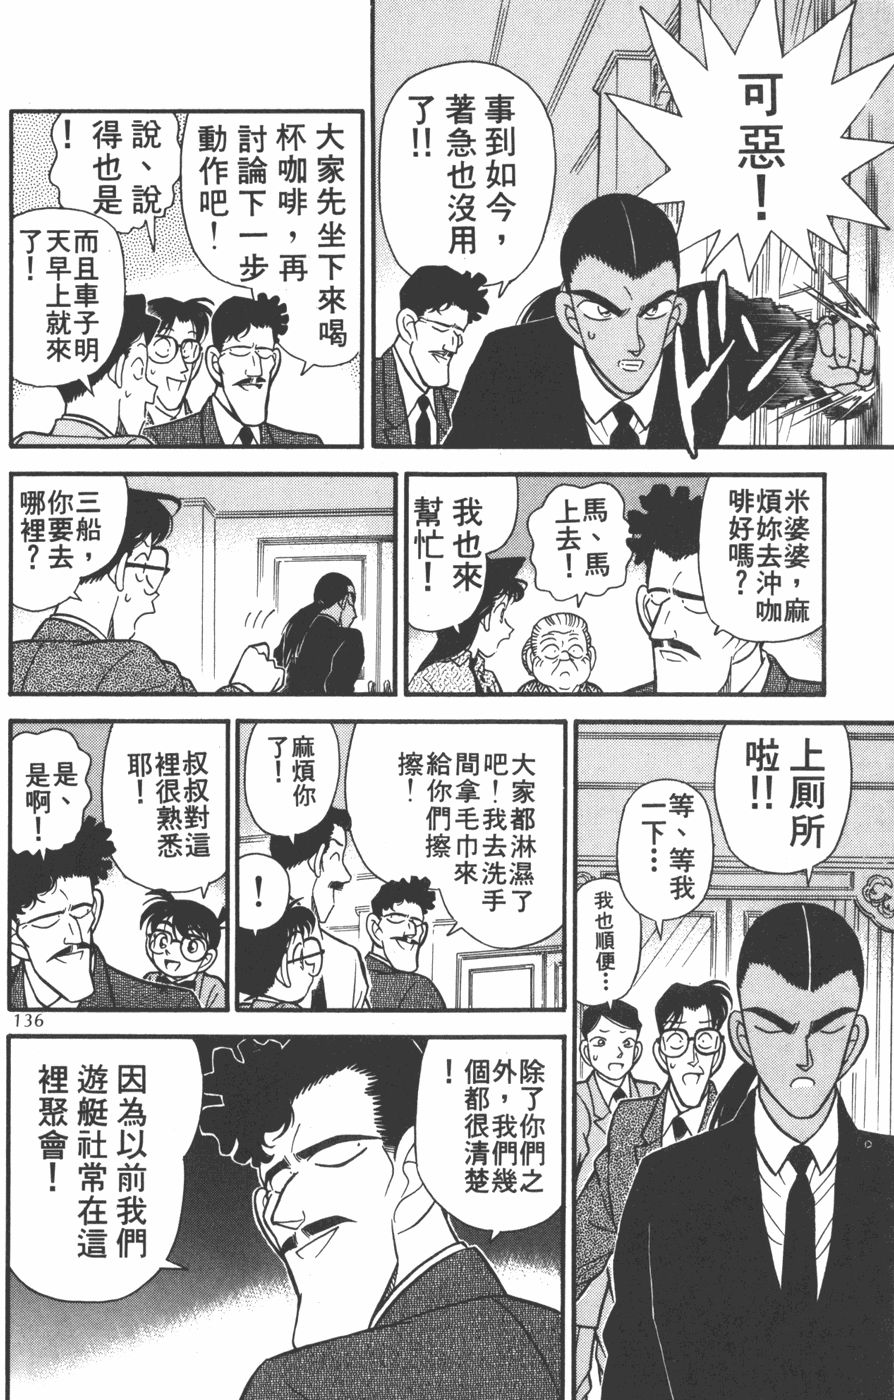 可惡！
事到如今，
著急也沒用
了!!
ドン
大家先坐下來喝
杯咖啡，再
討論下一步
動作吧！
說、說
得也是
！
而且車子明
天早上就來
了！
米婆婆，麻
煩妳去沖咖
啡好嗎？
馬、馬
上去！
我也來
幫忙！
三船，
你要去
哪裡？
上厠所
啦!!
等、等我
一下…
我也順便…
大家都淋濕了
吧！我去洗手
間拿毛巾來
給你們擦
擦！
麻煩你
了！
！
叔叔對這
裡很熟悉
耶！
是、
是啊！
除了你們之
外，我們幾
個都很清楚
！
因為以前我們
遊艇社常在這
裡聚會！
136